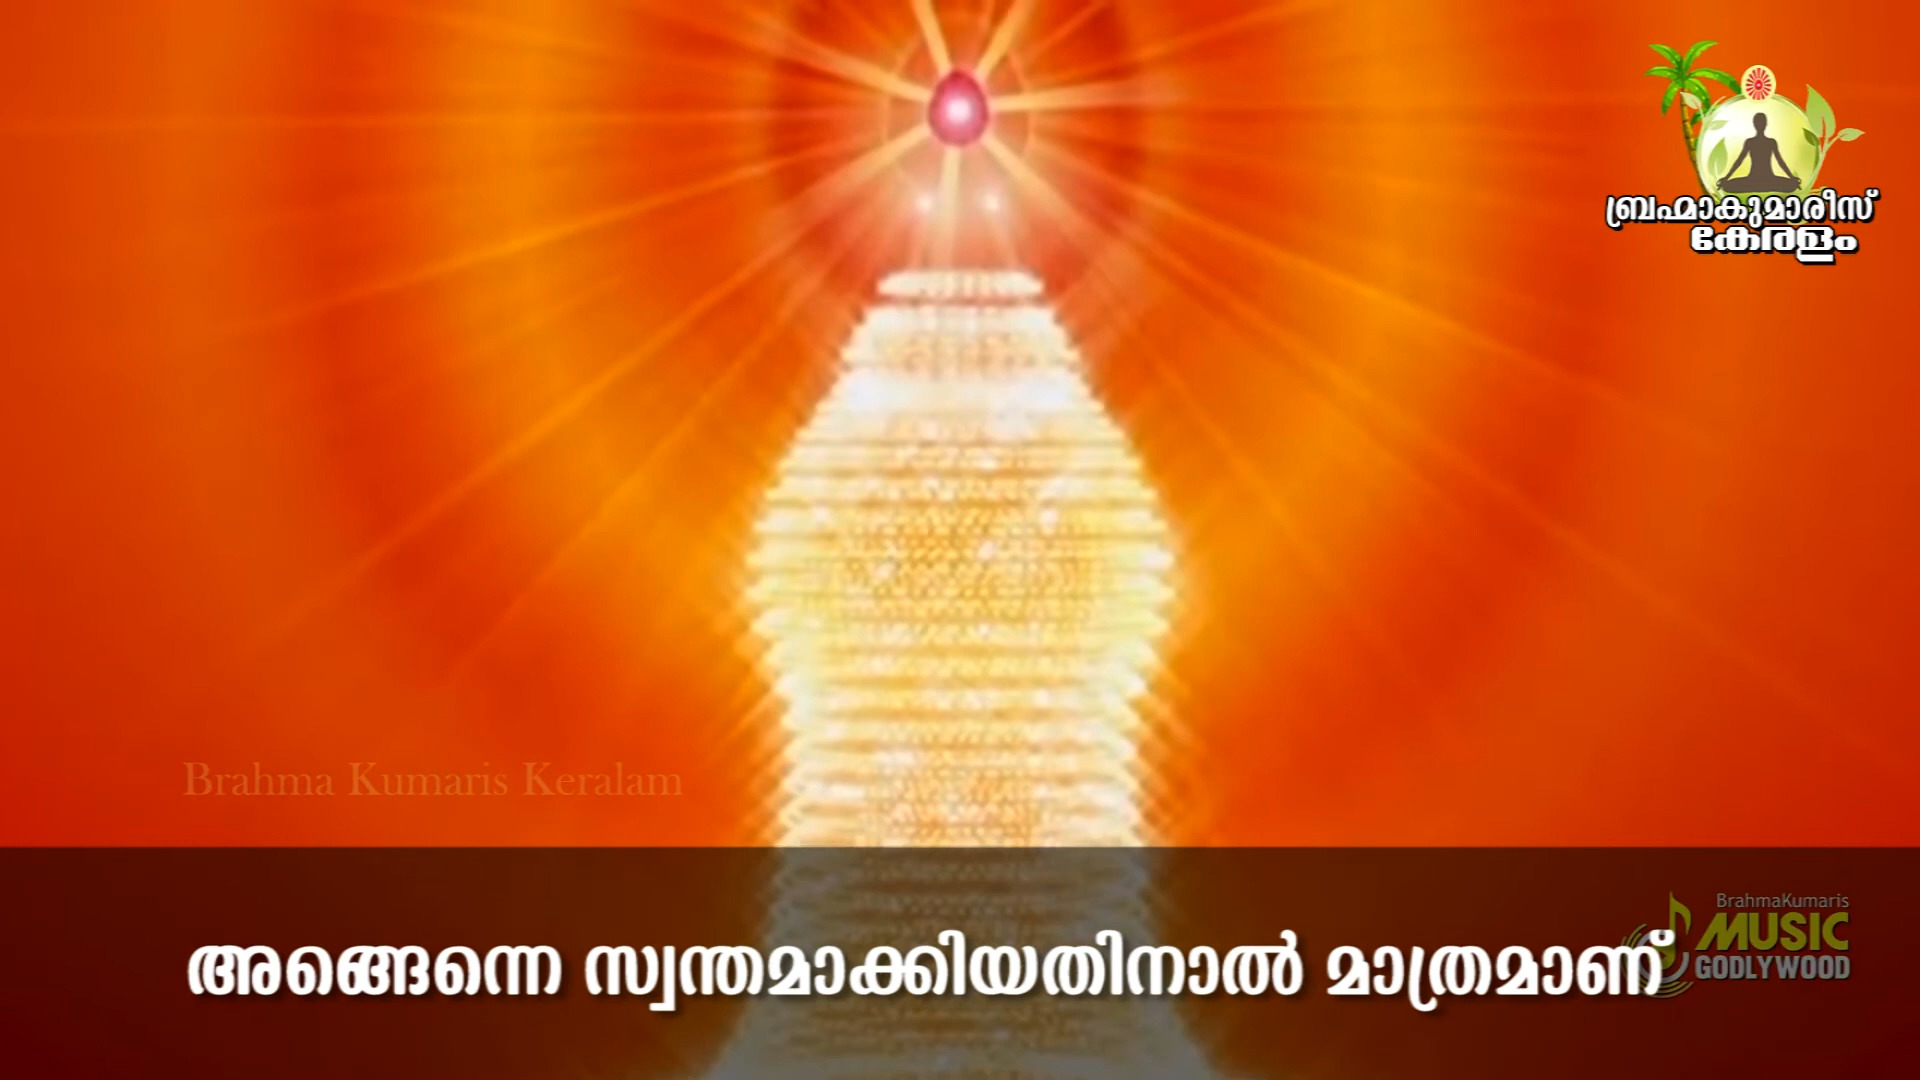 ബ്രഹ്മാകുമാരീസ്
കേരളം
Brahma Kumaris Keralam
BrahmaKumaris
MUSIC
GODLYWOOD
അങ്ങെന്നെ സ്വന്തമാക്കിയതിനാൽ മാത്രമാണ്